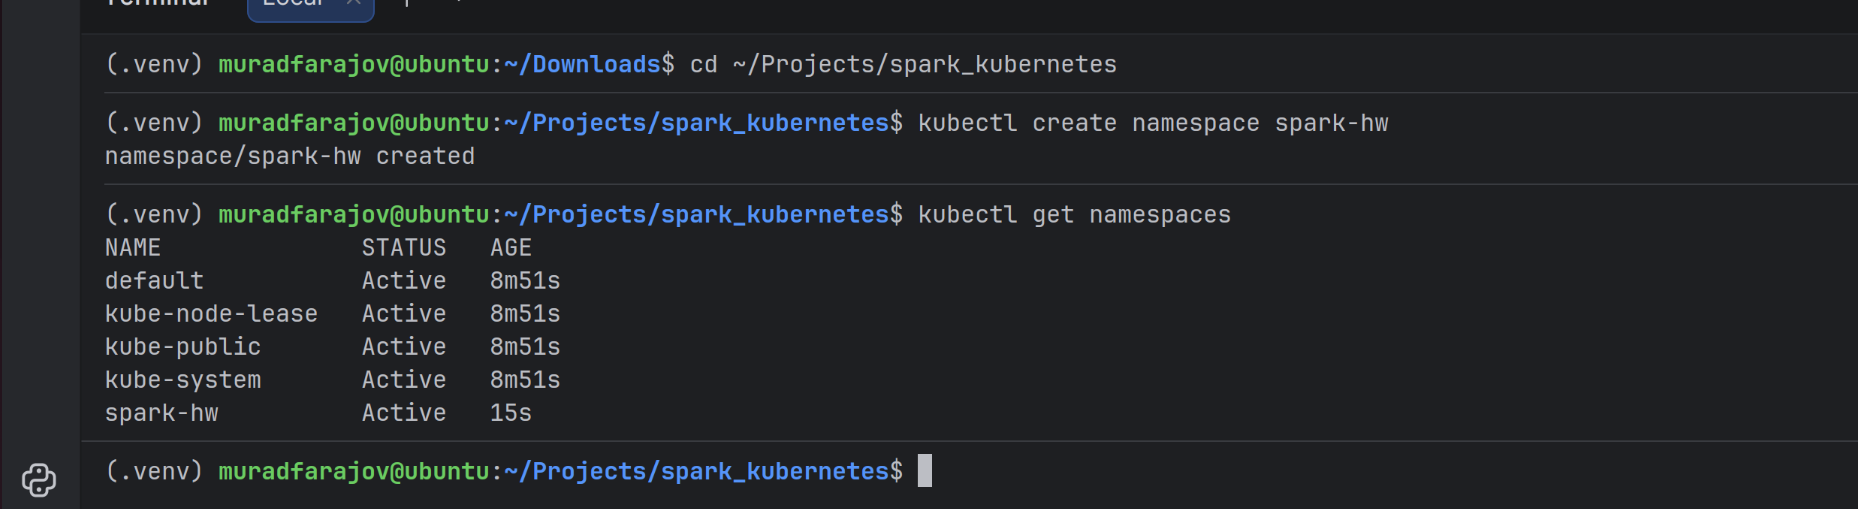 Terminal Local
(.venv) muradfarajov@ubuntu:~/Downloads$ cd ~/Projects/spark_kubernetes
(.venv) muradfarajov@ubuntu:~/Projects/spark_kubernetes$ kubectl create namespace spark-hw
namespace/spark-hw created
(.venv) muradfarajov@ubuntu:~/Projects/spark_kubernetes$ kubectl get namespaces
NAME STATUS AGE
default Active 8m51s
kube-node-lease Active 8m51s
kube-public Active 8m51s
kube-system Active 8m51s
spark-hw Active 15s
(.venv) muradfarajov@ubuntu:~/Projects/spark_kubernetes$